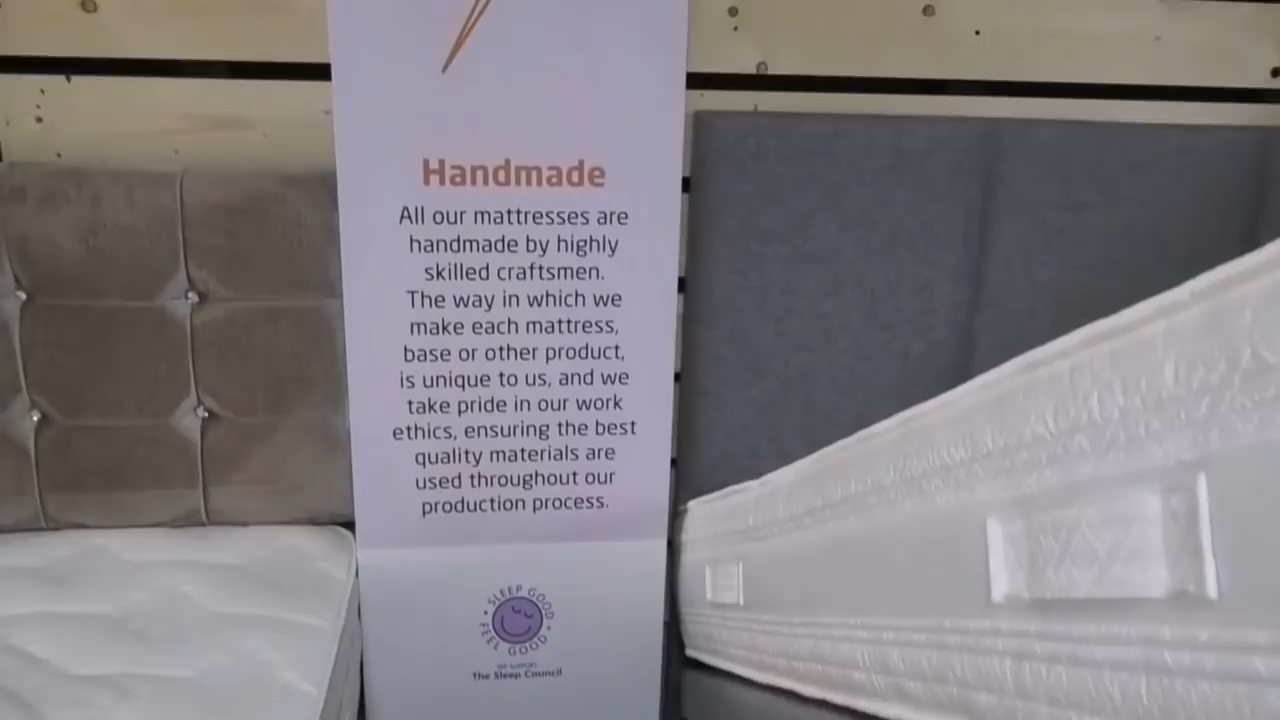 Handmade
All our mattresses are
handmade by highly
skilled craftsmen.
The way in which we
make each mattress,
base or other product,
is unique to us, and we
take pride in our work
ethics, ensuring the best
quality materials are
used throughout our
production process.
• SLEEP GOOD •
FEEL GOOD
WE SUPPORT
The Sleep Council